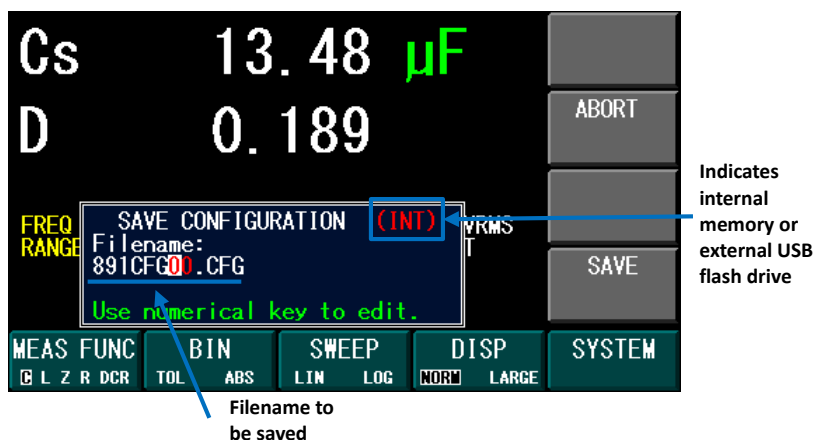 Cs 13.48 µF
D 0.189
ABORT
SAVE
FREQ
RANGE
VRMS
T
SAVE CONFIGURATION (INT)
Filename:
891CFG00.CFG
Use numerical key to edit.
MEAS FUNC
C L Z R DCR
BIN
TOL ABS
SWEEP
LIN LOG
DISP
NORM LARGE
SYSTEM
Indicates
internal
memory or
external USB
flash drive
Filename to
be saved